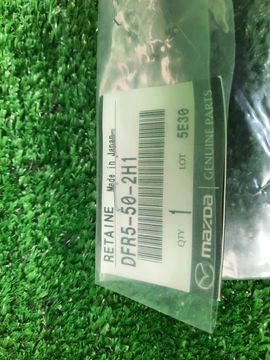 RETAINE Made in Japan
DFR5-50-2H1
QTY 1 LOT 5E30
mazda GENUINE PARTS